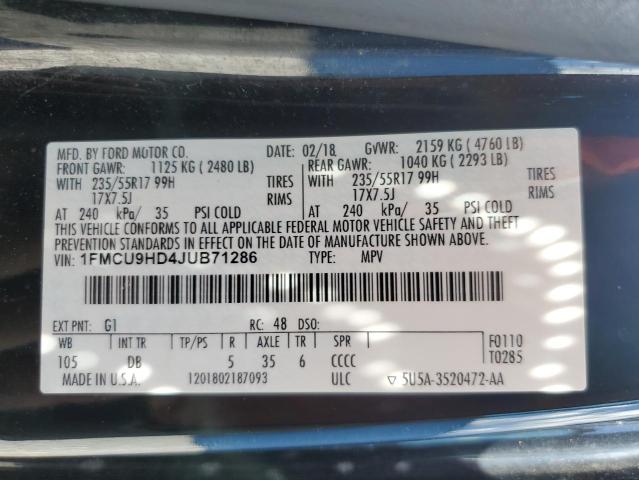 MFD. BY FORD MOTOR CO. DATE: 02/18 GVWR: 2159 KG ( 4760 LB)
FRONT GAWR: 1125 KG ( 2480 LB) REAR GAWR: 1040 KG ( 2293 LB)
WITH 235/55R17 99H TIRES WITH 235/55R17 99H TIRES
17X7.5J RIMS 17X7.5J RIMS
AT 240 kPa/ 35 PSI COLD AT 240 kPa/ 35 PSI COLD
THIS VEHICLE CONFORMS TO ALL APPLICABLE FEDERAL MOTOR VEHICLE SAFETY AND THEFT
PREVENTION STANDARDS IN EFFECT ON THE DATE OF MANUFACTURE SHOWN ABOVE.
VIN: 1FMCU9HD4JUB71286 TYPE: MPV
EXT PNT: G1 RC: 48 DSO:
WB INT TR TP/PS R AXLE TR SPR F0110
105 DB 5 35 6 CCCC T0285
MADE IN U.S.A. 1201802187093 ULC ▽ 5U5A-3520472-AA